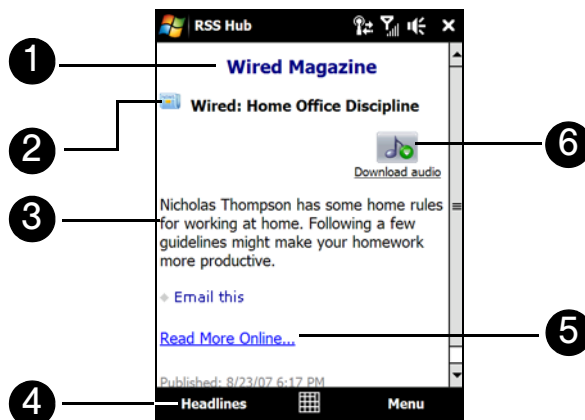 RSS Hub
1
Wired Magazine
2
Wired: Home Office Discipline
6
Download audio
3
Nicholas Thompson has some home rules
for working at home. Following a few
guidelines might make your homework
more productive.
Email this
Read More Online...
5
Published: 8/23/07 6:17 PM
4
Headlines
Menu